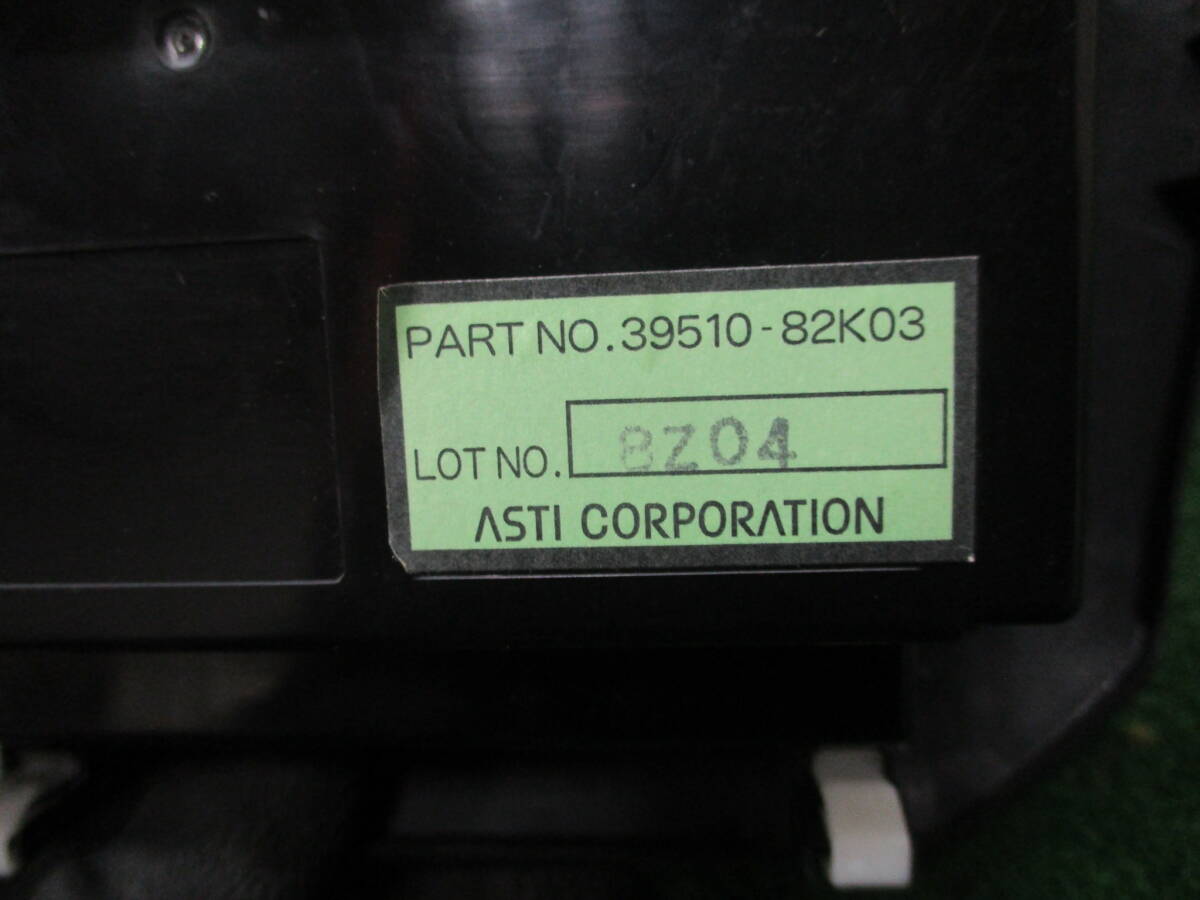 PART NO. 39510-82K03
LOT NO. 8Z04
ASTI CORPORATION